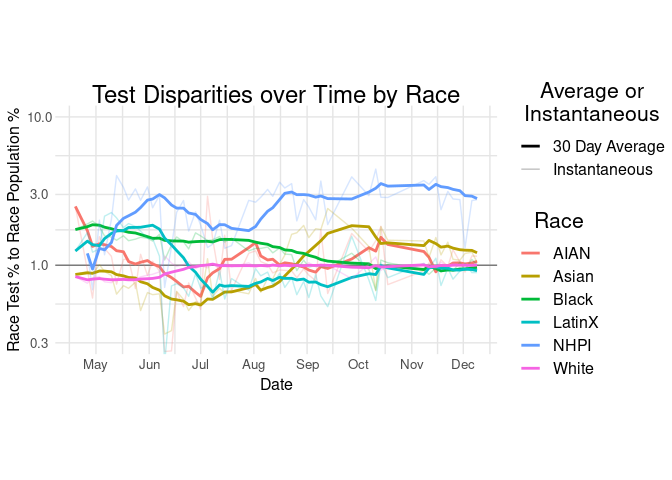 Test Disparities over Time by Race
Race Test % to Race Population %
10.0
3.0
1.0
0.3
May Jun Jul Aug Sep Oct Nov Dec
Date
Average or
Instantaneous
30 Day Average
Instantaneous
Race
AIAN
Asian
Black
LatinX
NHPI
White